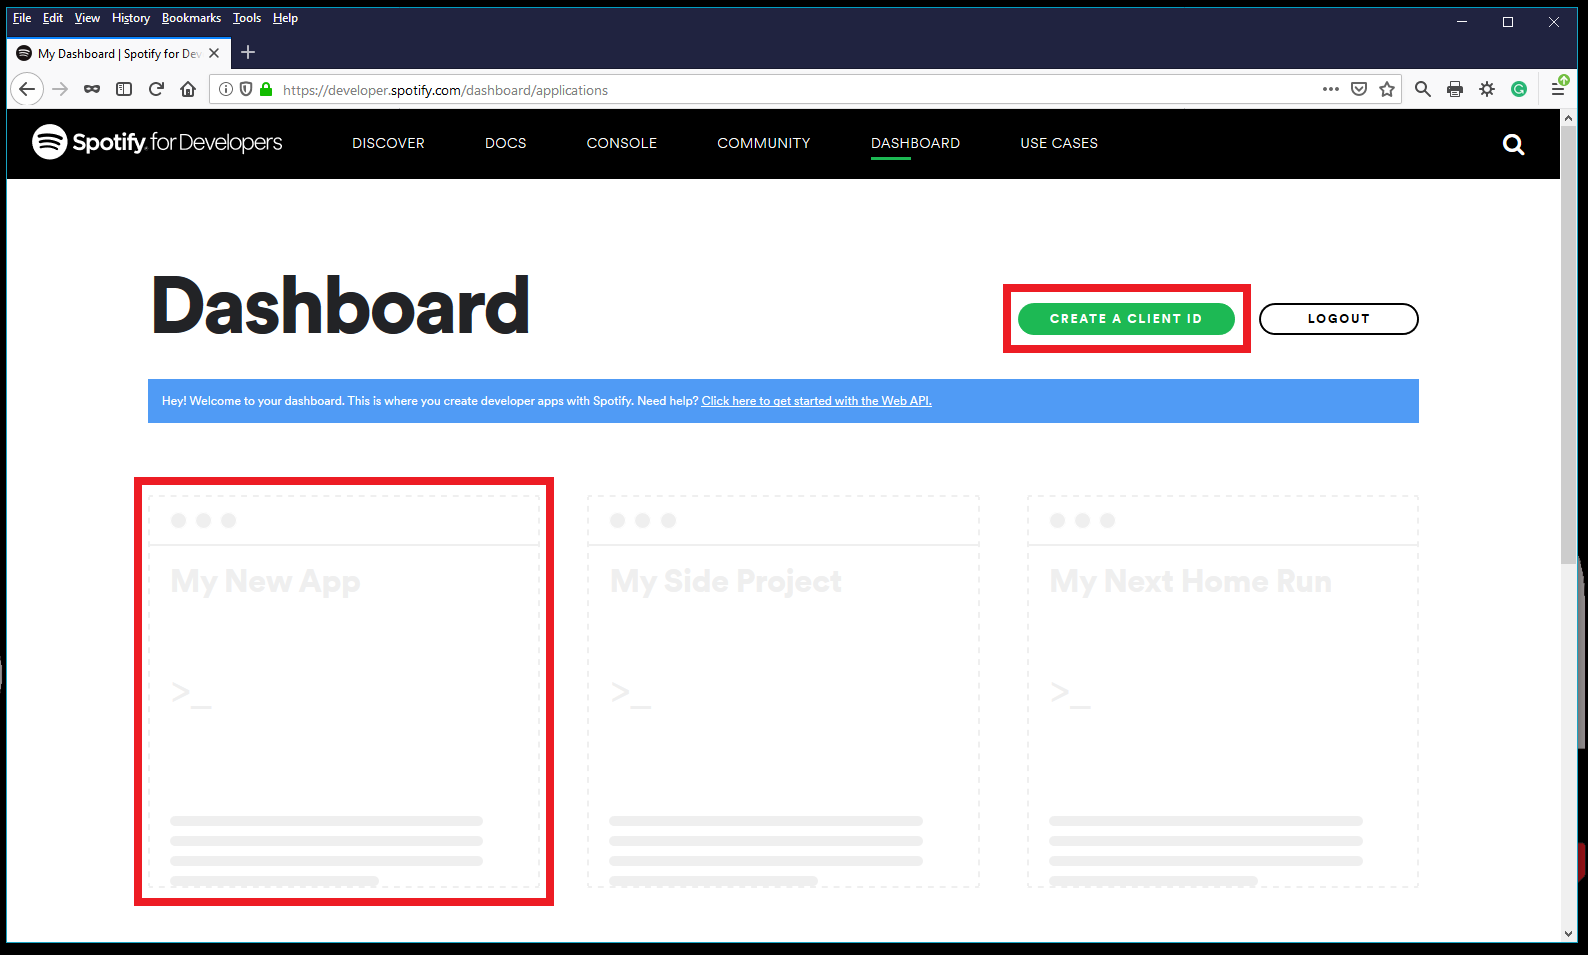 File Edit View History Bookmarks Tools Help
My Dashboard | Spotify for Dev
https://developer.spotify.com/dashboard/applications
Spotify for Developers DISCOVER DOCS CONSOLE COMMUNITY DASHBOARD USE CASES
Dashboard
CREATE A CLIENT ID LOGOUT
Hey! Welcome to your dashboard. This is where you create developer apps with Spotify. Need help? Click here to get started with the Web API.
My New App My Side Project My Next Home Run
>_ >_ >_